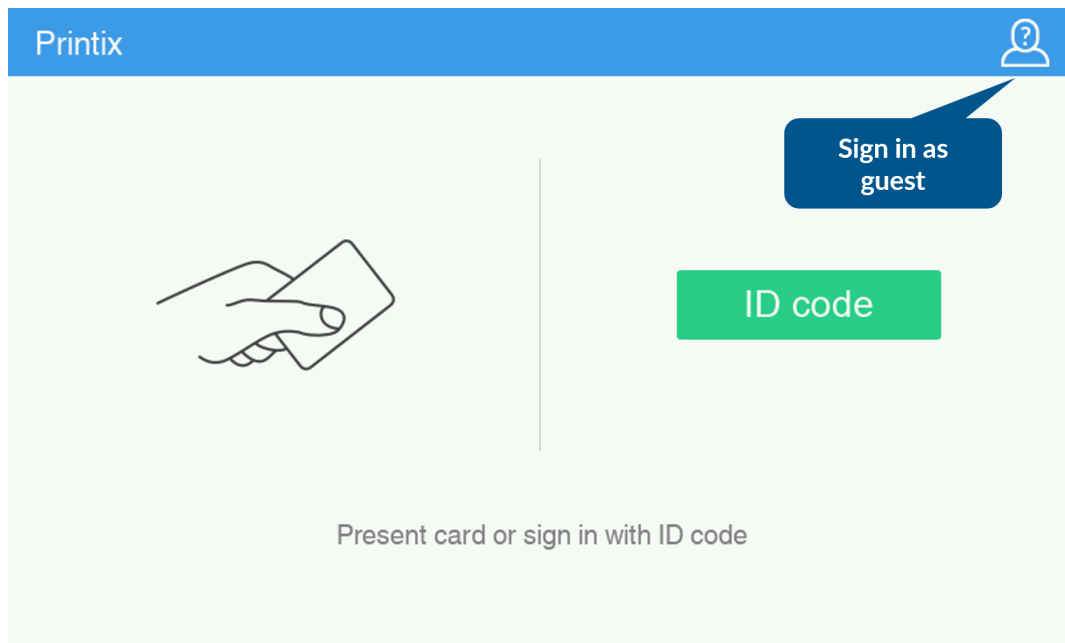 Printix
?
Sign in as
guest
ID code
Present card or sign in with ID code